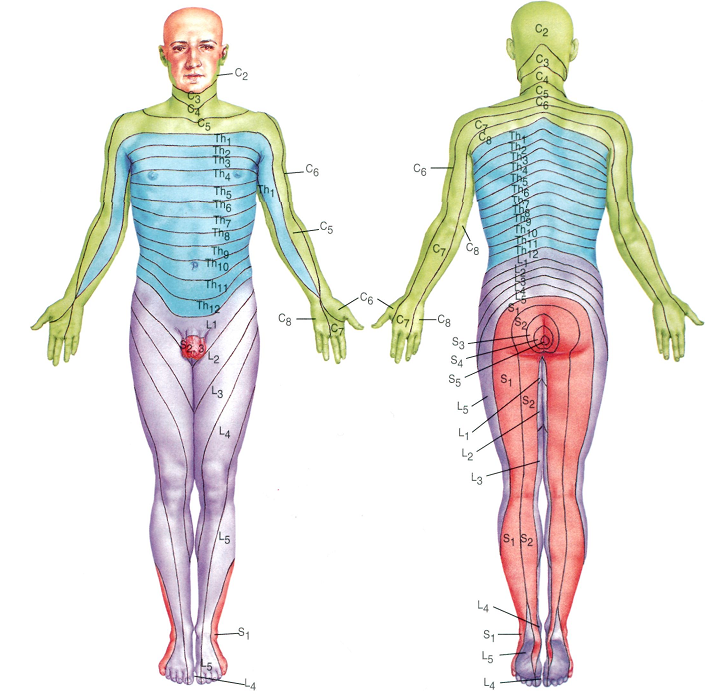 C2
C3
C4
C5
Th1
Th2
Th3
Th4
Th1
Th5
Th6
Th7
Th8
Th9
Th10
Th11
Th12
C6
C5
C6
C8
C7
L1
S2, 3
L2
L3
L4
L5
S1
L5
L4
C2
C3
C4
C5
C6
C7
C8
Th1
Th2
Th3
Th4
Th5
Th6
Th7
Th8
Th9
Th10
Th11
Th12
L1
L2
L3
L4
L5
S1
S2
C6
C8
C7
C7
C8
S3
S4
S5
S1
S2
L5
L1
L2
L3
S1
S2
L4
S1
L5
L4